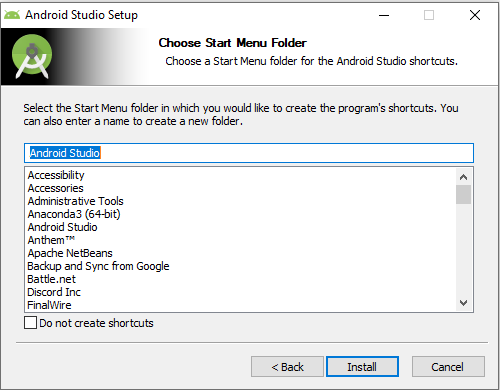 Android Studio Setup
Choose Start Menu Folder
Choose a Start Menu folder for the Android Studio shortcuts.
Select the Start Menu folder in which you would like to create the program's shortcuts. You
can also enter a name to create a new folder.
Android Studio
Accessibility
Accessories
Administrative Tools
Anaconda3 (64-bit)
Android Studio
Anthem™
Apache NetBeans
Backup and Sync from Google
Battle.net
Discord Inc
FinalWire
Do not create shortcuts
< Back
Install
Cancel